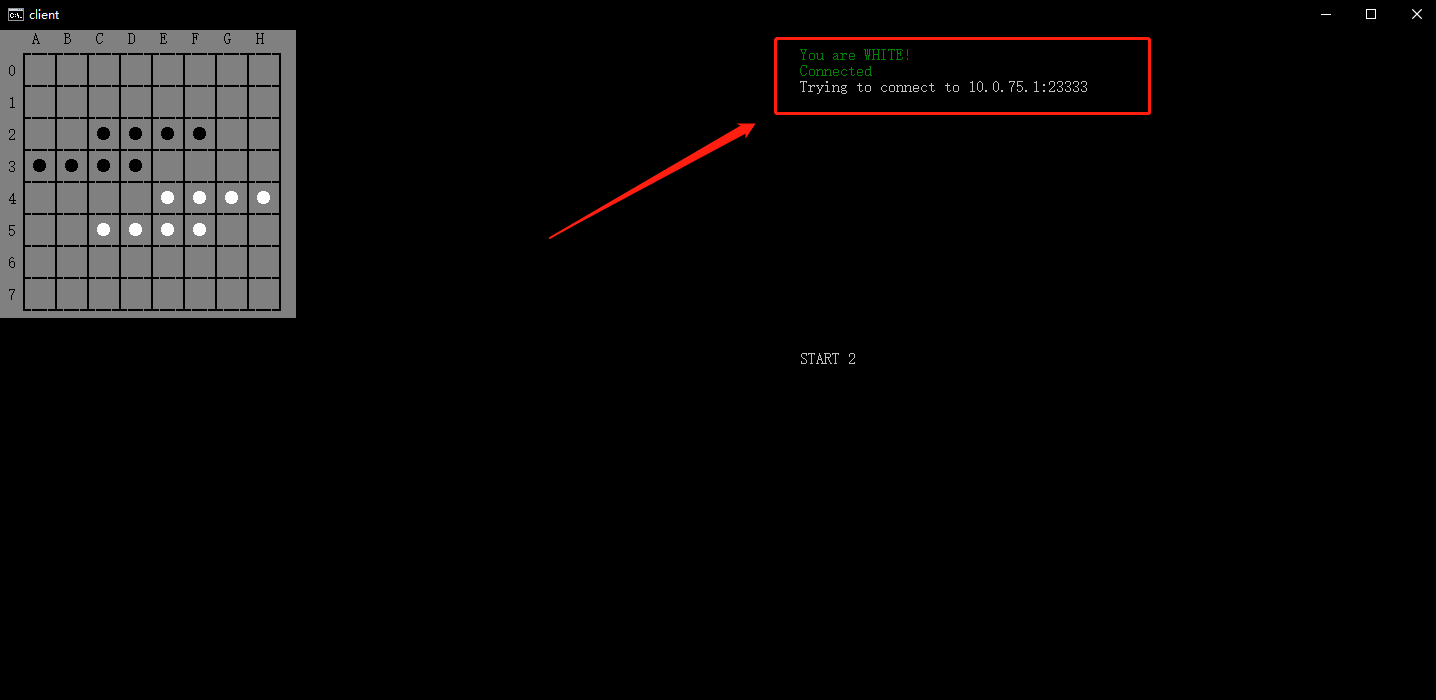 client
A B C D E F G H
0
1
2
3
4
5
6
7
You are WHITE!
Connected
Trying to connect to 10.0.75.1:23333
START 2